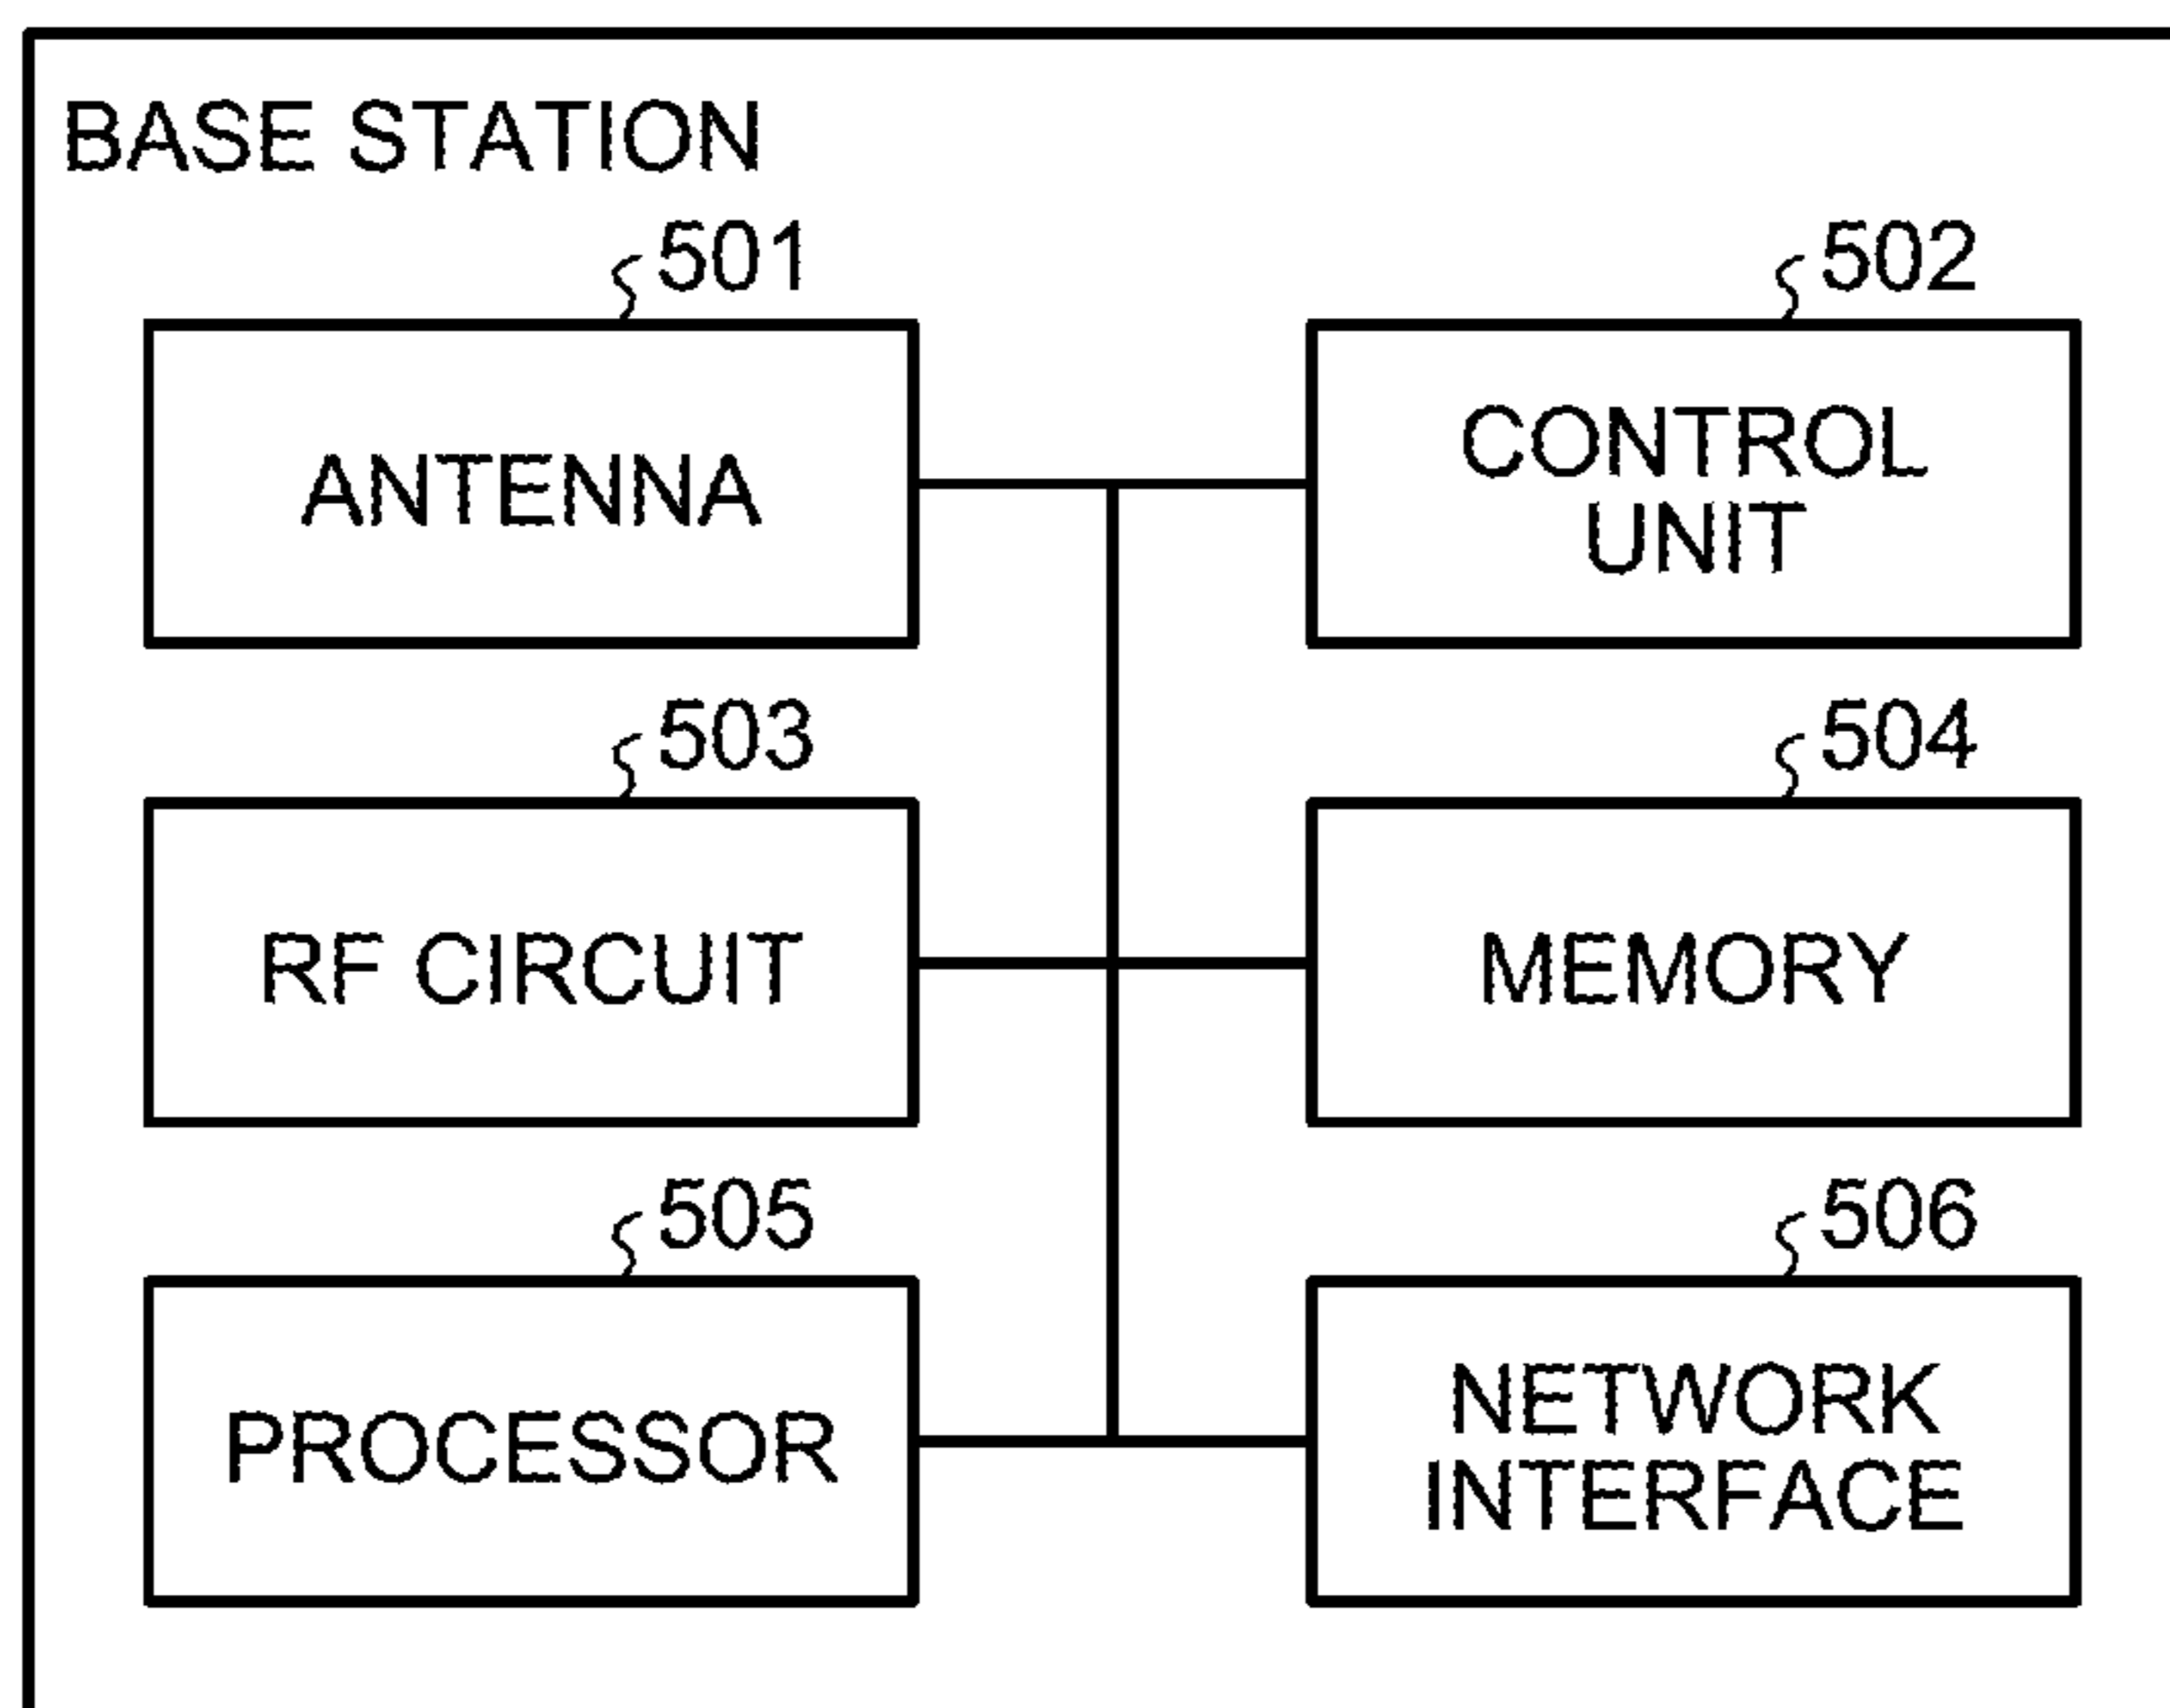 BASE STATION
501
502
ANTENNA
CONTROL
UNIT
503
504
RF CIRCUIT
MEMORY
505
506
PROCESSOR
NETWORK
INTERFACE